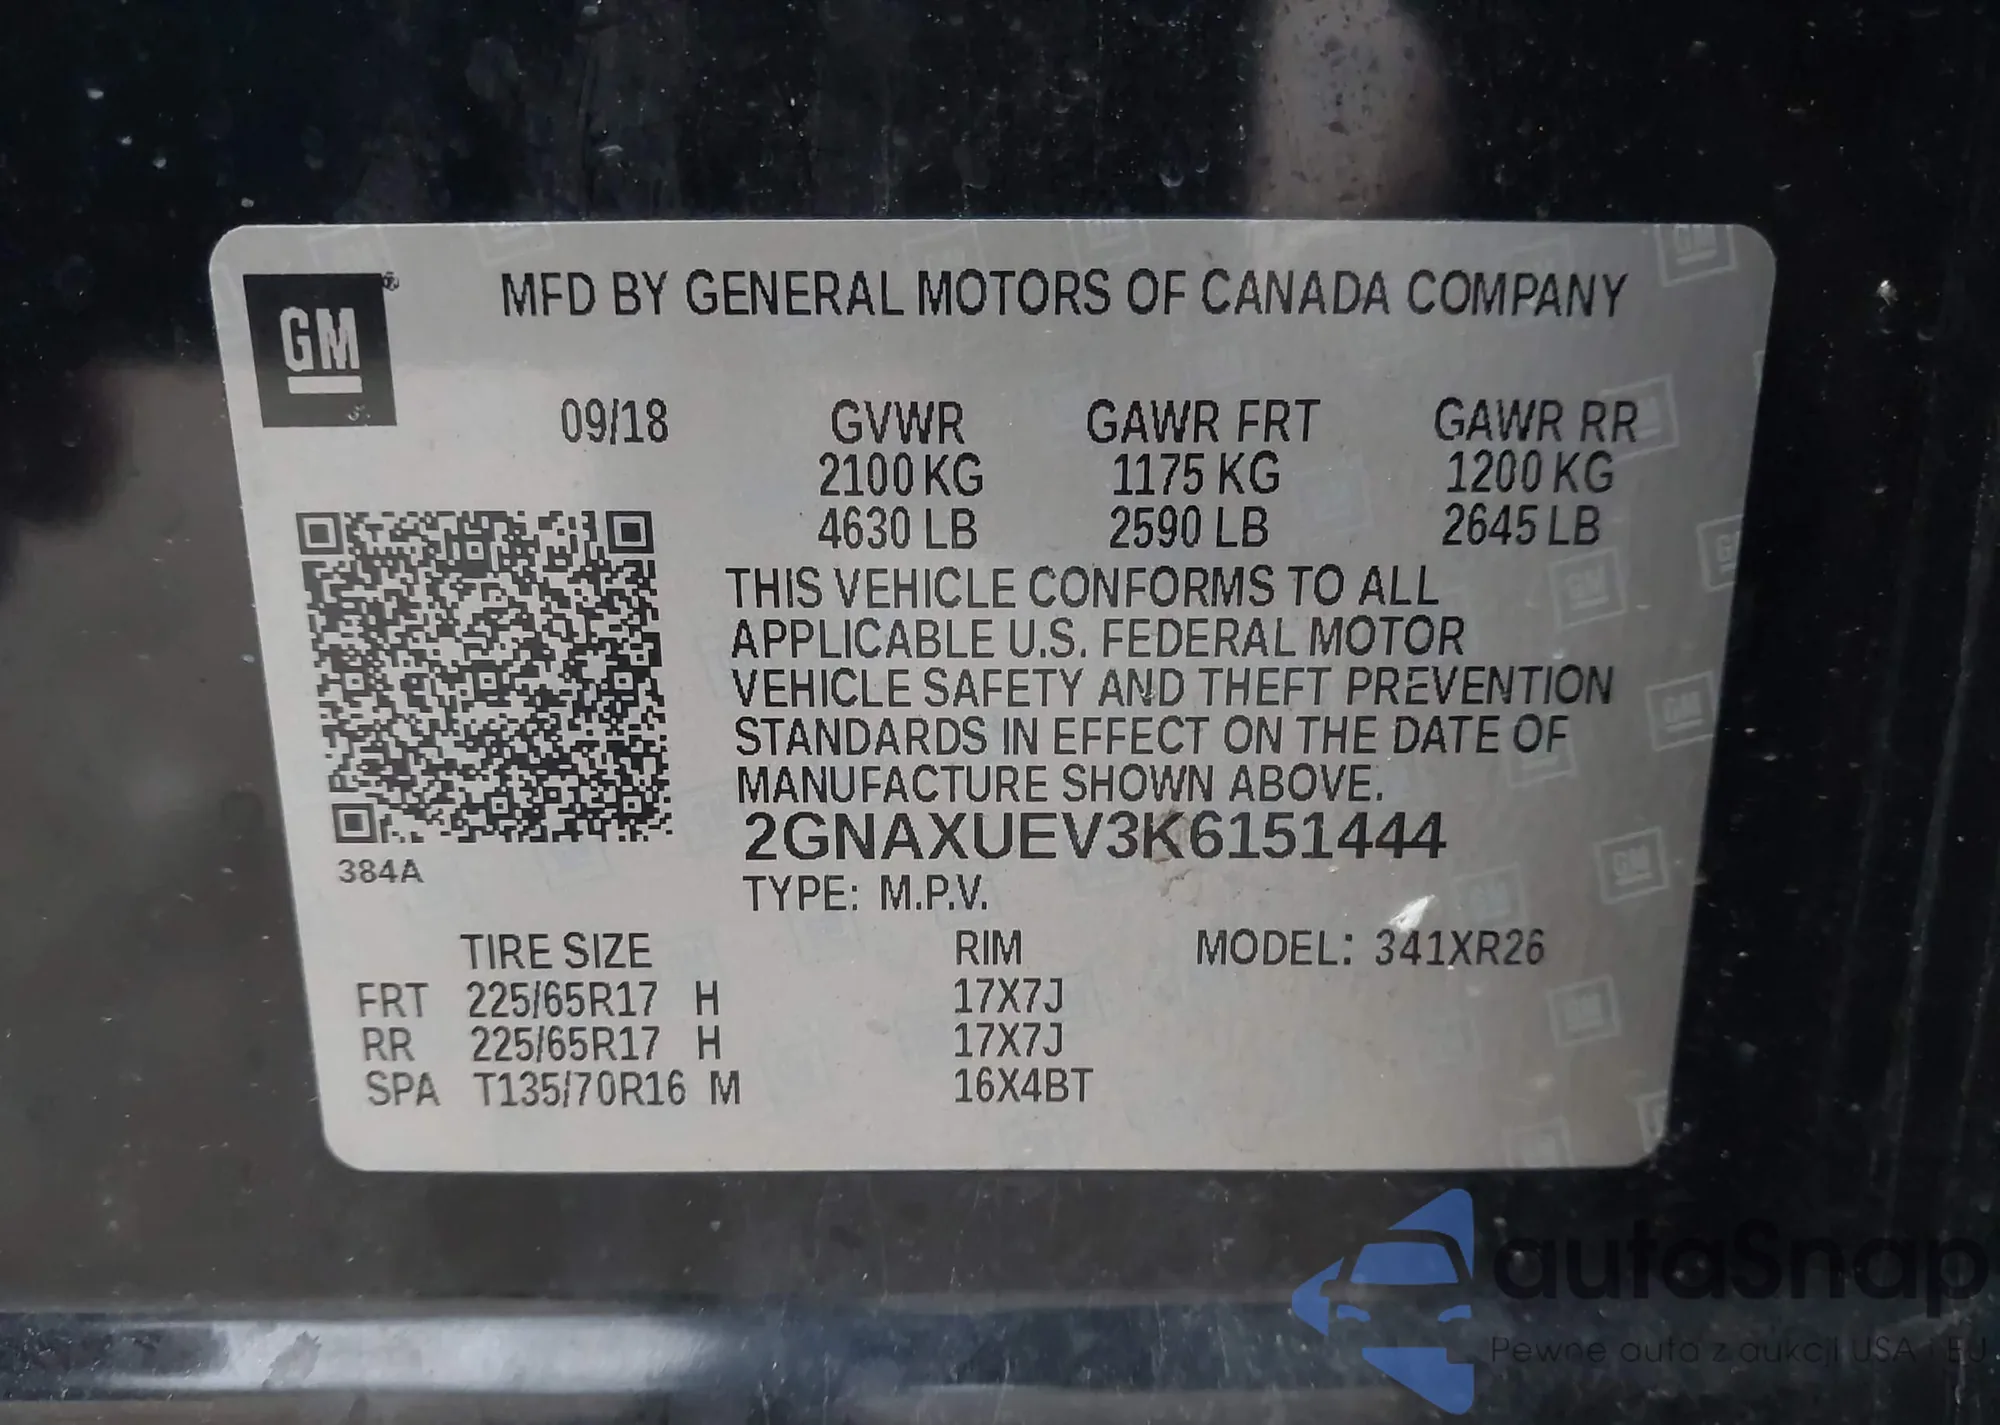 GM
MFD BY GENERAL MOTORS OF CANADA COMPANY
09/18 GVWR GAWR FRT GAWR RR
2100 KG 1175 KG 1200 KG
4630 LB 2590 LB 2645 LB
THIS VEHICLE CONFORMS TO ALL
APPLICABLE U.S. FEDERAL MOTOR
VEHICLE SAFETY AND THEFT PREVENTION
STANDARDS IN EFFECT ON THE DATE OF
MANUFACTURE SHOWN ABOVE.
2GNAXUEV3K6151444
384A
TYPE: M.P.V.
TIRE SIZE RIM MODEL: 341XR26
FRT 225/65R17 H 17X7J
RR 225/65R17 H 17X7J
SPA T135/70R16 M 16X4BT
autoSnap
Pewne auta z aukcji USA i EU